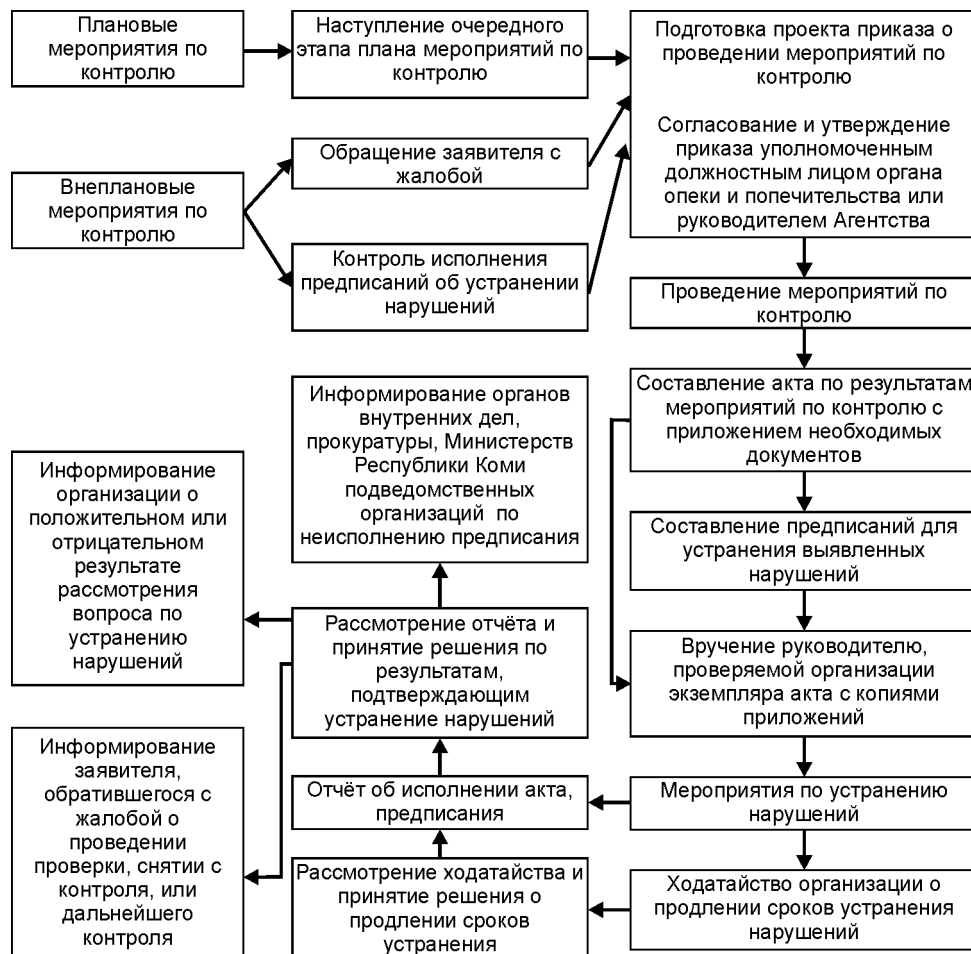 Плановые
мероприятия по
контролю
Наступление очередного
этапа плана мероприятий по
контролю
Подготовка проекта приказа о
проведении мероприятий по
контролю
Согласование и утверждение
приказа уполномоченным
должностным лицом органа
опеки и попечительства или
руководителем Агентства
Внеплановые
мероприятия по
контролю
Обращение заявителя с
жалобой
Контроль исполнения
предписаний об устранении
нарушений
Проведение мероприятий по
контролю
Составление акта по результатам
мероприятий по контролю с
приложением необходимых
документов
Составление предписаний для
устранения выявленных
нарушений
Вручение руководителю,
проверяемой организации
экземпляра акта с копиями
приложений
Мероприятия по устранению
нарушений
Ходатайство организации о
продлении сроков устранения
нарушений
Информирование органов
внутренних дел,
прокуратуры, Министерств
Республики Коми
подведомственных
организаций по
неисполнению предписания
Рассмотрение отчёта и
принятие решения по
результатам,
подтверждающим
устранение нарушений
Отчёт об исполнении акта,
предписания
Рассмотрение ходатайства и
принятие решения о
продлении сроков
устранения
Информирование
организации о
положительном или
отрицательном
результате
рассмотрения
вопроса по
устранению
нарушений
Информирование
заявителя,
обратившегося с
жалобой о
проведении
проверки, снятии с
контроля, или
дальнейшего
контроля